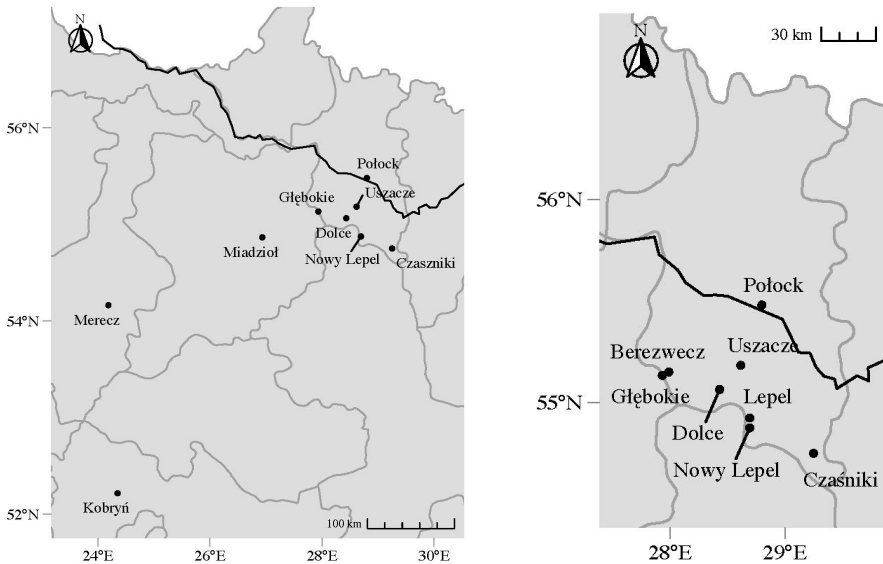 N
56°N
54°N
52°N
24°E
26°E
28°E
30°E
Połock
Uszacze
Głębokie
Dolce
Miadzioł
Nowy Lepel
Czaszniki
Merecz
Kobryń
100 km
N
30 km
56°N
55°N
28°E
29°E
Połock
Uszacze
Berezwecz
Głębokie
Lepel
Dolce
Nowy Lepel
Czaśniki